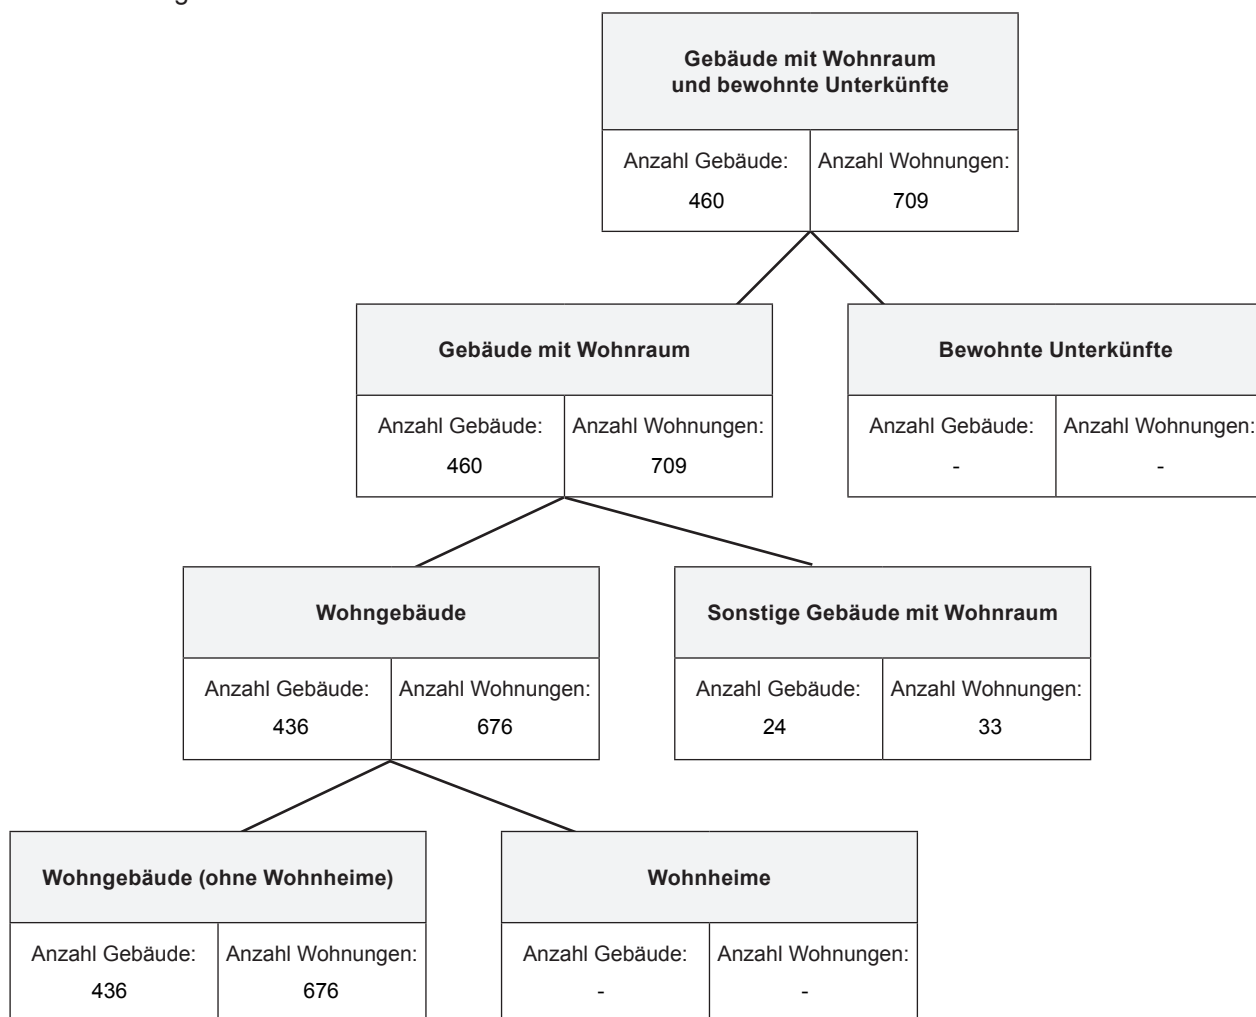 Gebäude mit Wohnraum
und bewohnte Unterkünfte
Anzahl Gebäude: Anzahl Wohnungen:
460 709
Gebäude mit Wohnraum Bewohnte Unterkünfte
Anzahl Gebäude: Anzahl Wohnungen: Anzahl Gebäude: Anzahl Wohnungen:
460 709 - -
Wohngebäude Sonstige Gebäude mit Wohnraum
Anzahl Gebäude: Anzahl Wohnungen: Anzahl Gebäude: Anzahl Wohnungen:
436 676 24 33
Wohngebäude (ohne Wohnheime) Wohnheime
Anzahl Gebäude: Anzahl Wohnungen: Anzahl Gebäude: Anzahl Wohnungen:
436 676 - -